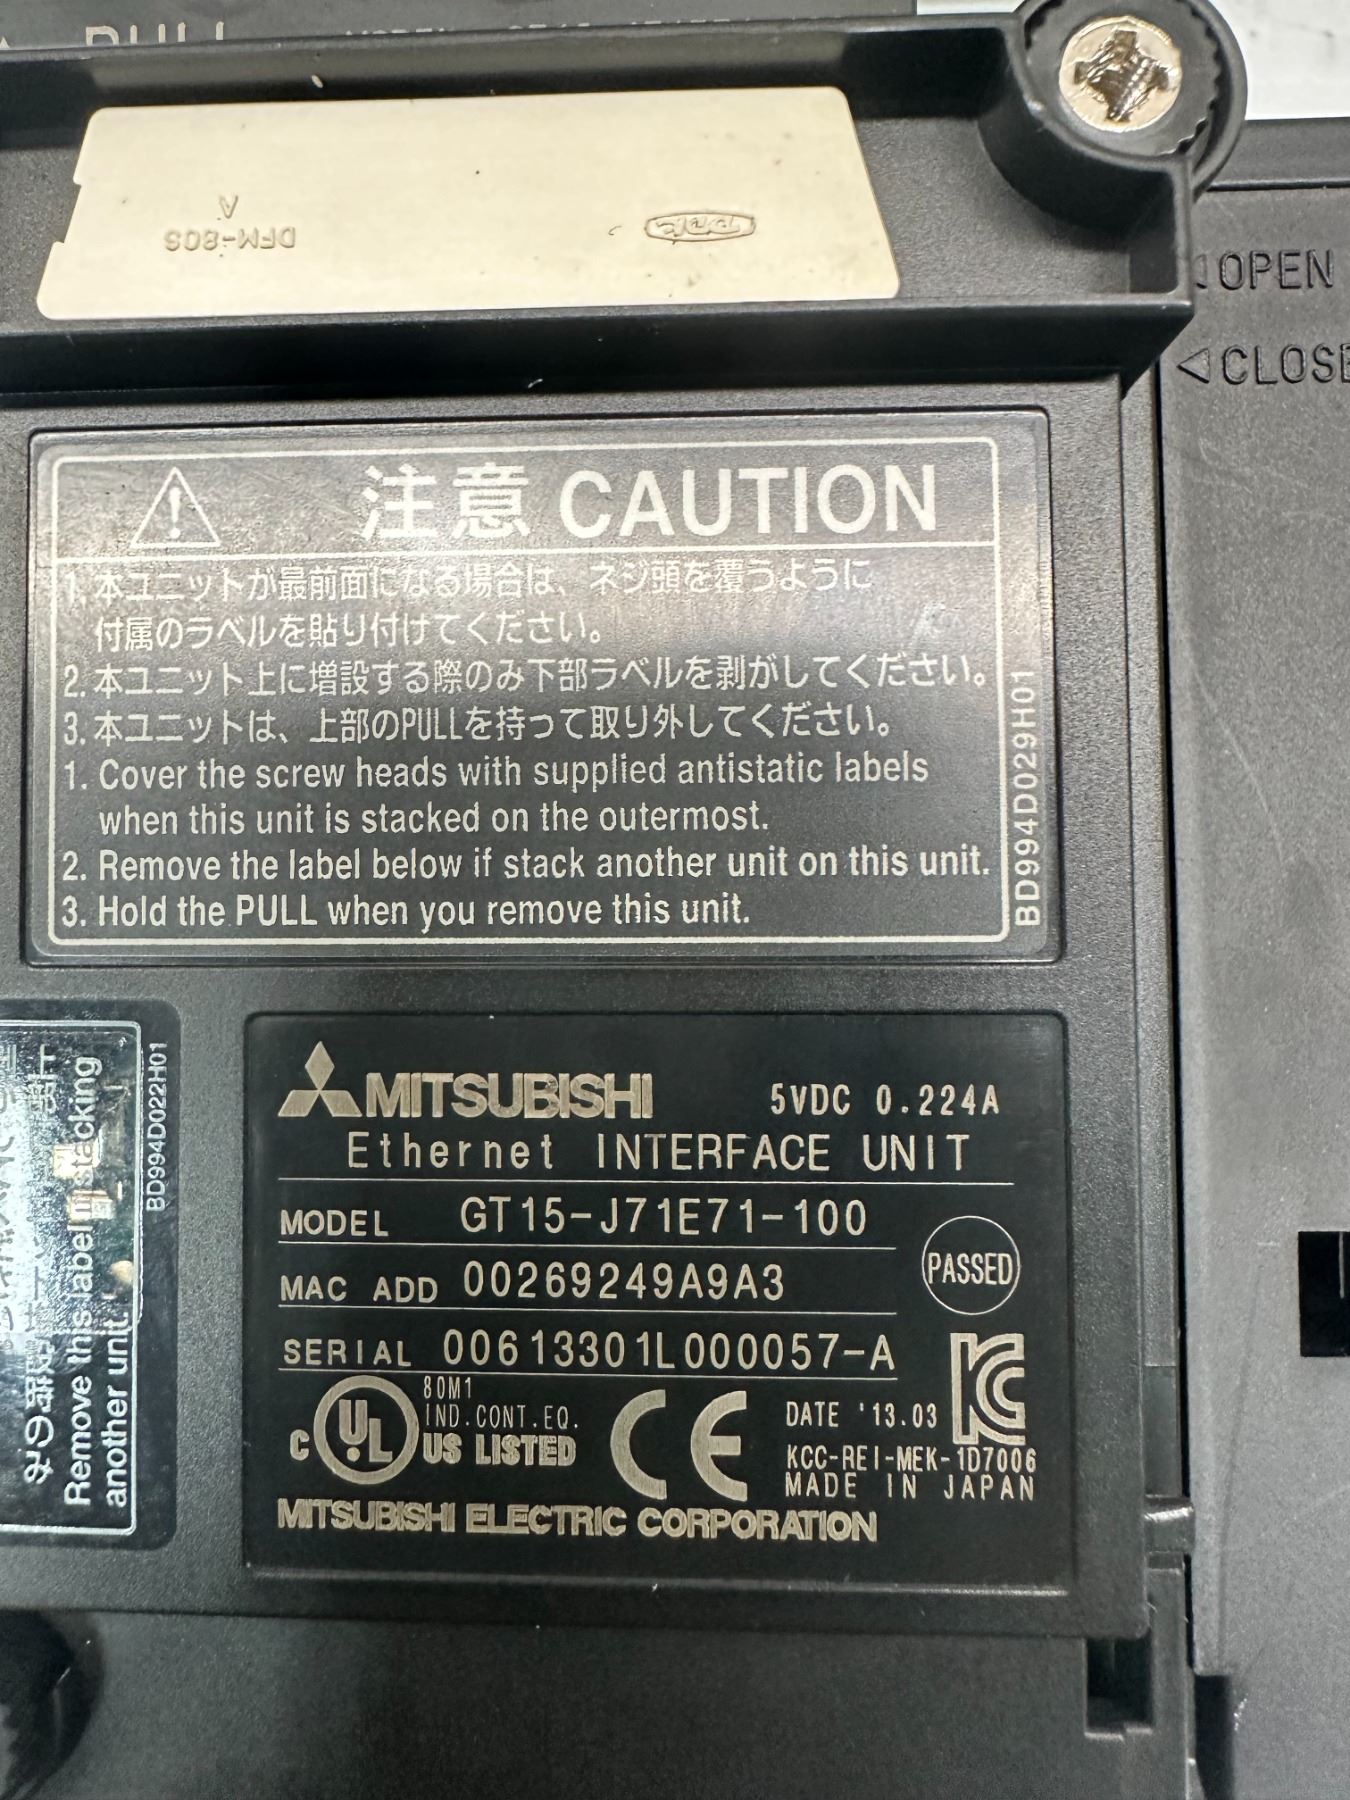 PULL
DFM-80S
A
OPEN
◁CLOSE
注意 CAUTION
1. 本ユニットが最前面になる場合は、ネジ頭を覆うように
付属のラベルを貼り付けてください。
2. 本ユニット上に増設する際のみ下部ラベルを剥がしてください。
3. 本ユニットは、上部のPULLを持って取り外してください。
1. Cover the screw heads with supplied antistatic labels
when this unit is stacked on the outermost.
2. Remove the label below if stack another unit on this unit.
3. Hold the PULL when you remove this unit.
BD994D029H01
Remove this label if stacking
another unit.
BD994D022H01
MITSUBISHI 5VDC 0.224A
Ethernet INTERFACE UNIT
MODEL GT15-J71E71-100
MAC ADD 00269249A9A3
PASSED
SERIAL 00613301L000057-A
80M1
IND.CONT.EQ.
C UL US LISTED
CE
DATE '13.03
KCC-REI-MEK-1D7006
MADE IN JAPAN
MITSUBISHI ELECTRIC CORPORATION